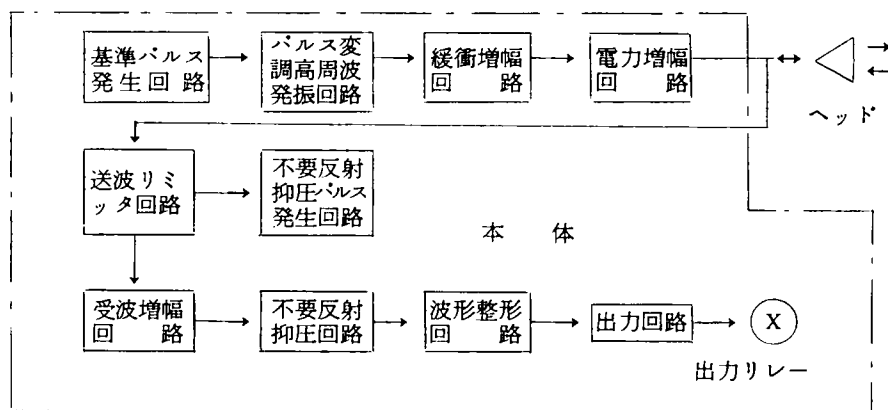 基準パルス
発生回路
パルス変
調高周波
発振回路
緩衝増幅
回路
電力増幅
回路
ヘッド
送波リミ
ッタ回路
不要反射
抑圧パルス
発生回路
本体
受波増幅
回路
不要反射
抑圧回路
波形整形
回路
出力回路
X
出力リレー